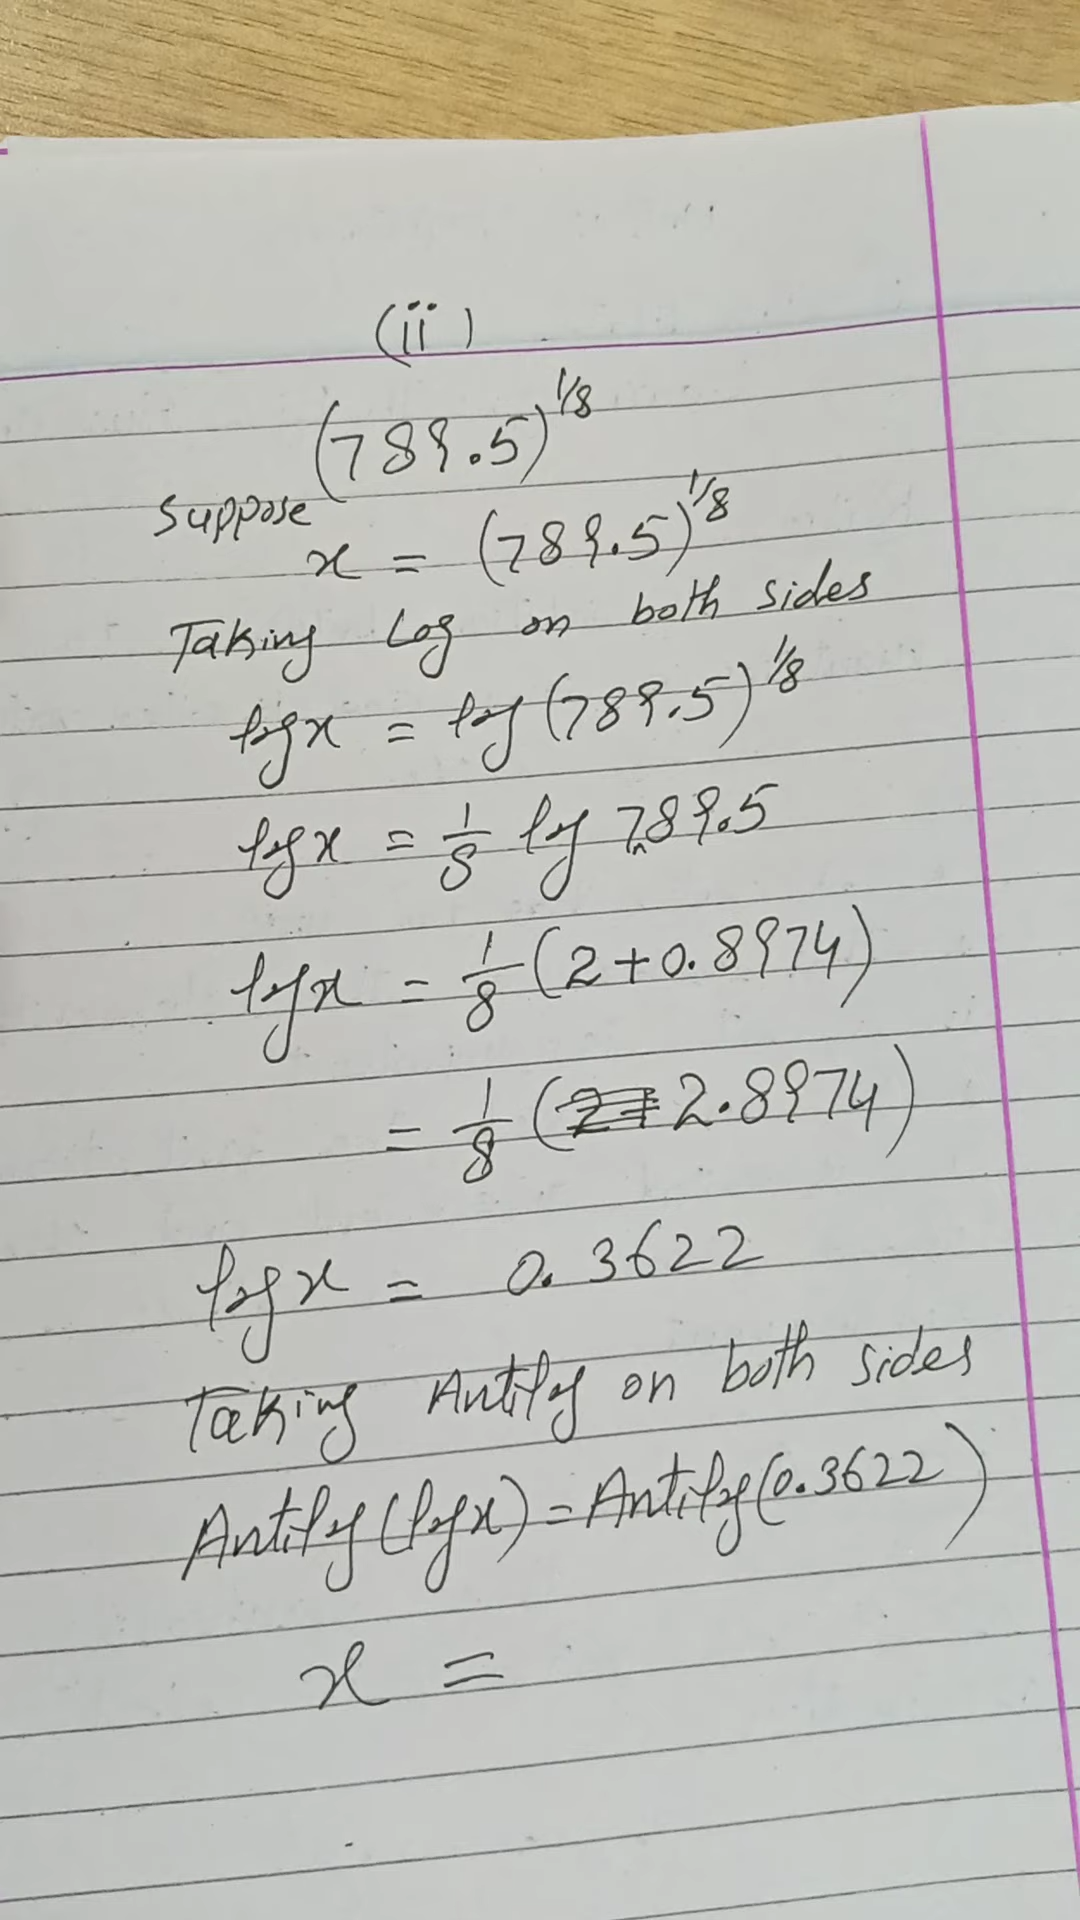 (ii)
(789.5)^1/8
Suppose
x = (789.5)^1/8
Taking Log on both sides
log x = log (789.5)^1/8
log x = 1/8 log 789.5
log x = 1/8 (2+0.8974)
= 1/8 (2.8974)
log x = 0.3622
Taking Antilog on both sides
Antilog (log x) = Antilog (0.3622)
x =